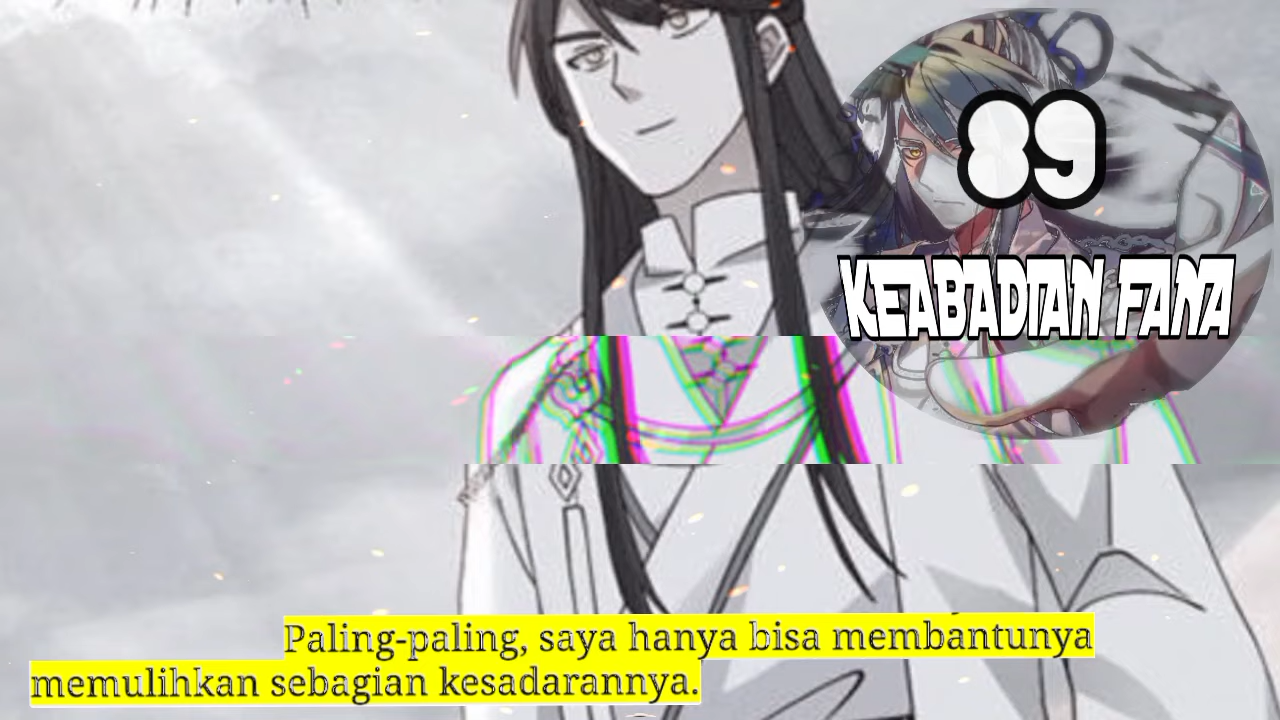 89
KEABADIAN FANA
Paling-paling, saya hanya bisa membantunya
memulihkan sebagian kesadarannya.